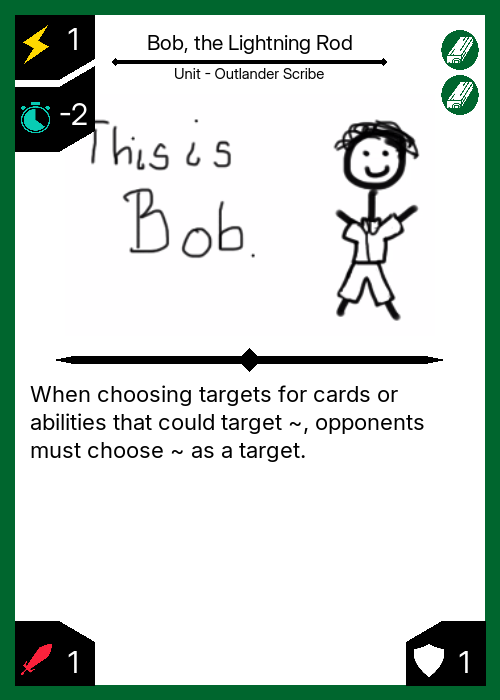 1
Bob, the Lightning Rod
Unit - Outlander Scribe
-2
This is
Bob.
When choosing targets for cards or
abilities that could target ~, opponents
must choose ~ as a target.
1
1